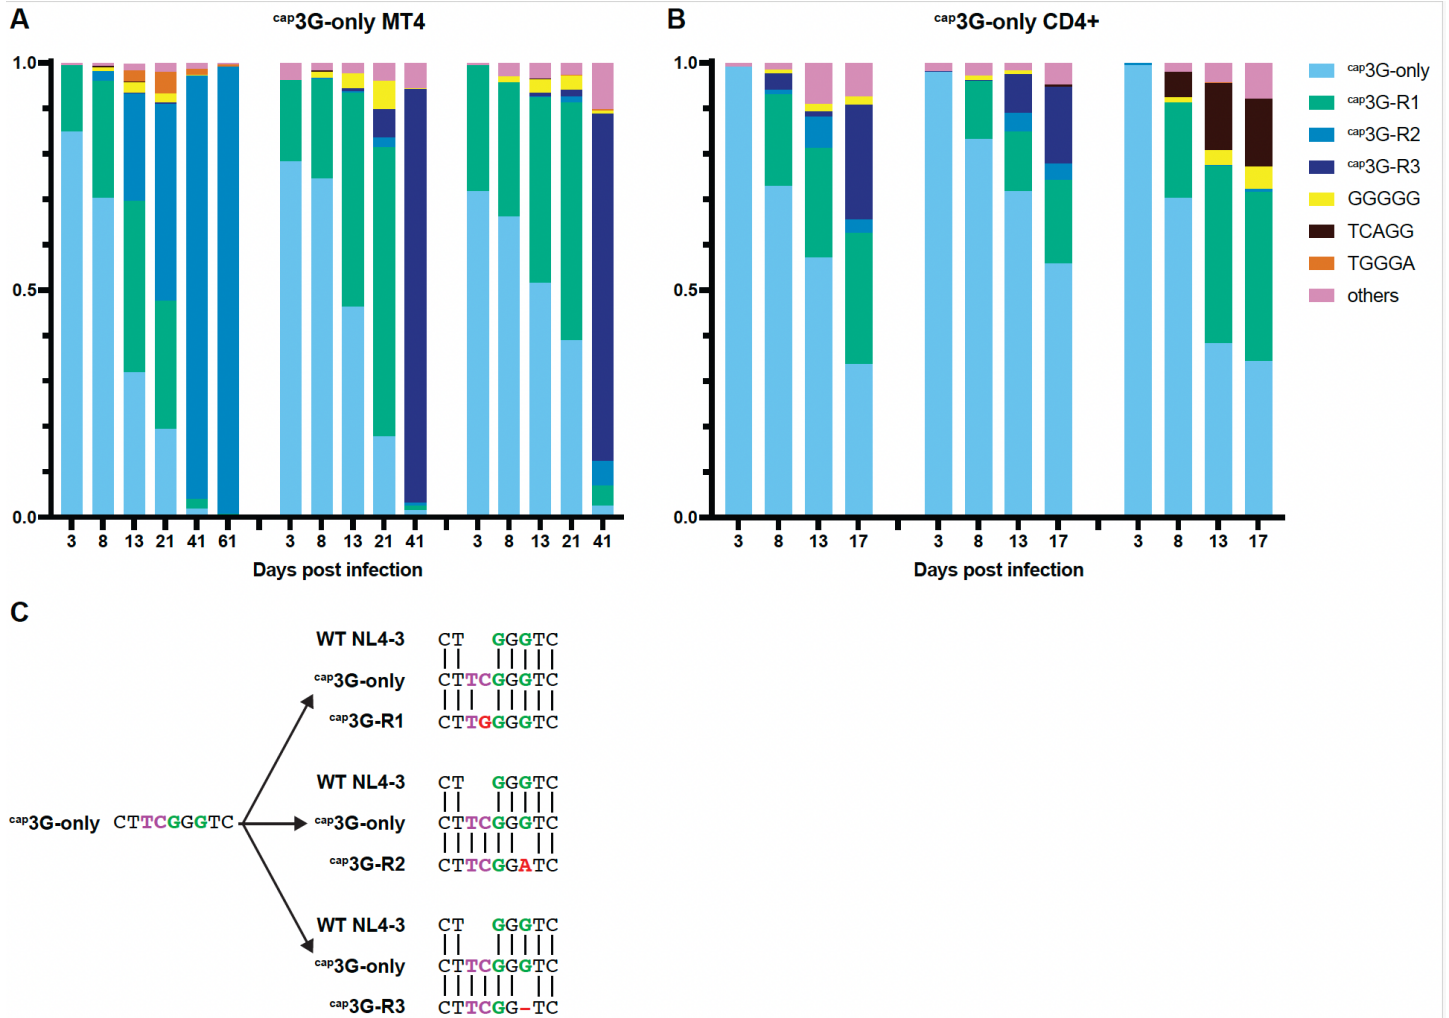 A
cap3G-only MT4
1.0
0.5
0.0
3 8 13 21 41 61 3 8 13 21 41 3 8 13 21 41
Days post infection
B
cap3G-only CD4+
1.0
0.5
0.0
3 8 13 17 3 8 13 17 3 8 13 17
Days post infection
cap3G-only
cap3G-R1
cap3G-R2
cap3G-R3
GGGGG
TCAGG
TGGGA
others
C
cap3G-only CTTCGGGTC
WT NL4-3 CT GGGTC
cap3G-only CTTCGGGTC
cap3G-R1 CTTGGGGTC
WT NL4-3 CT GGGTC
cap3G-only CTTCGGGTC
cap3G-R2 CTTCGGATC
WT NL4-3 CT GGGTC
cap3G-only CTTCGGGTC
cap3G-R3 CTTCGG-TC